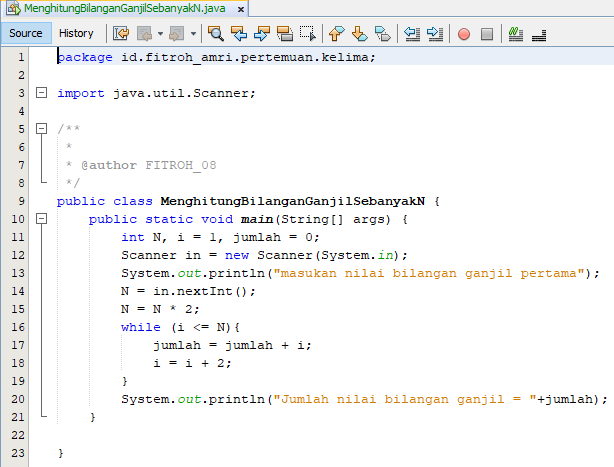 MenghitungBilanganGanjilSebanyakN.java
Source History
1 package id.fitroh_amri.pertemuan.kelima;
2
3 import java.util.Scanner;
4
5 /**
6 *
7 * @author FITROH_08
8 */
9 public class MenghitungBilanganGanjilSebanyakN {
10 public static void main(String[] args) {
11 int N, i = 1, jumlah = 0;
12 Scanner in = new Scanner(System.in);
13 System.out.println("masukan nilai bilangan ganjil pertama");
14 N = in.nextInt();
15 N = N * 2;
16 while (i <= N){
17 jumlah = jumlah + i;
18 i = i + 2;
19 }
20 System.out.println("Jumlah nilai bilangan ganjil = "+jumlah);
21 }
22
23 }